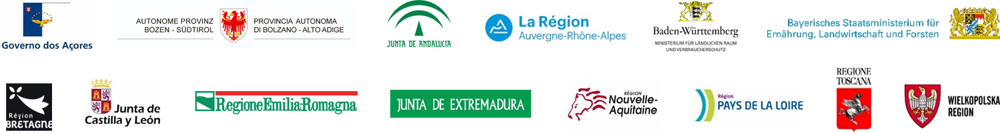 Governo dos Açores
AUTONOME PROVINZ
BOZEN - SÜDTIROL
PROVINCIA AUTONOMA
DI BOLZANO - ALTO ADIGE
JUNTA DE ANDALUCIA
La Région
Auvergne-Rhône-Alpes
Baden-Württemberg
MINISTERIUM FÜR LÄNDLICHEN RAUM
UND VERBRAUCHERSCHUTZ
Bayerisches Staatsministerium für
Ernährung, Landwirtschaft und Forsten
Région
BRETAGNE
Junta de
Castilla y León
RegioneEmilia-Romagna
JUNTA DE EXTREMADURA
RÉGION
Nouvelle-
Aquitaine
Région
PAYS DE LA LOIRE
REGIONE
TOSCANA
WIELKOPOLSKA
REGION